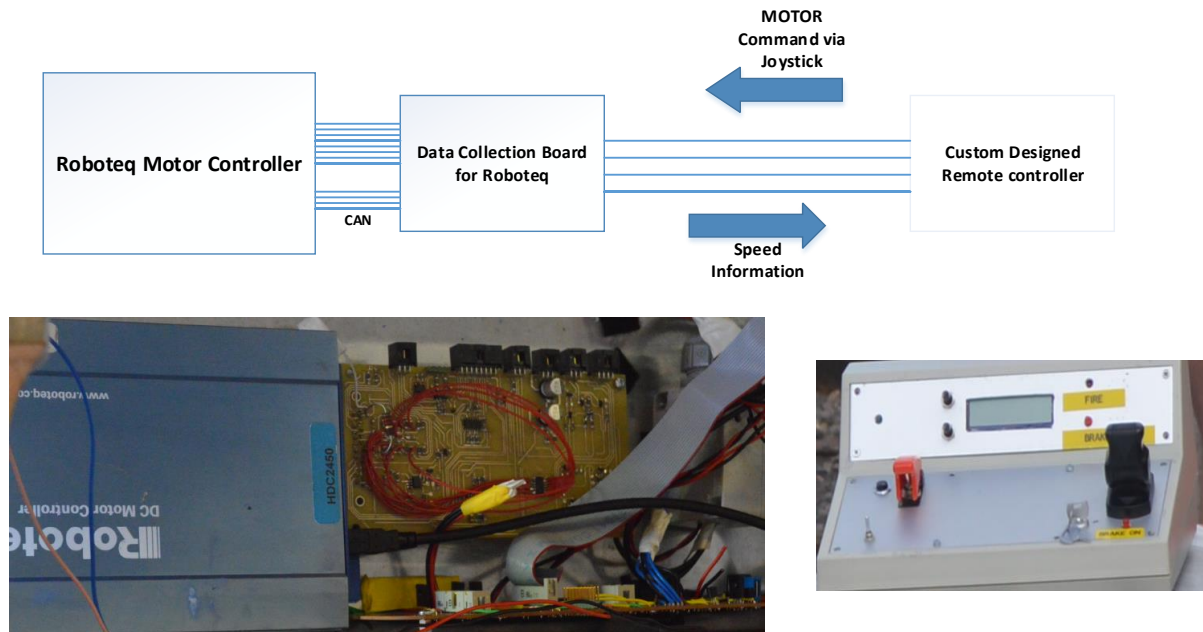 MOTOR
Command via
Joystick
Roboteq Motor Controller
Data Collection Board
for Roboteq
Custom Designed
Remote controller
CAN
Speed
Information
www.roboteq.co
HDC2450
DC Motor Controller
Robote
FIRE
BRAKE
BRAKE ON